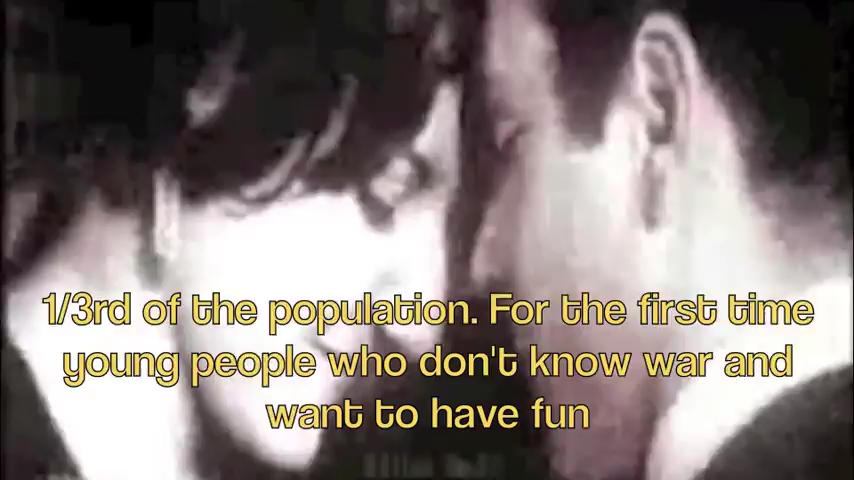 1/3rd of the population. For the first time
young people who don't know war and
want to have fun